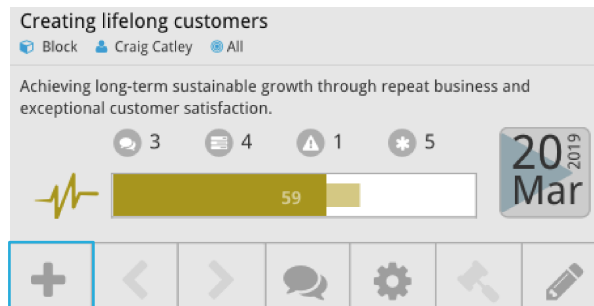 Creating lifelong customers
Block Craig Catley All
Achieving long-term sustainable growth through repeat business and
exceptional customer satisfaction.
3 4 1 5
59
20 2019
Mar